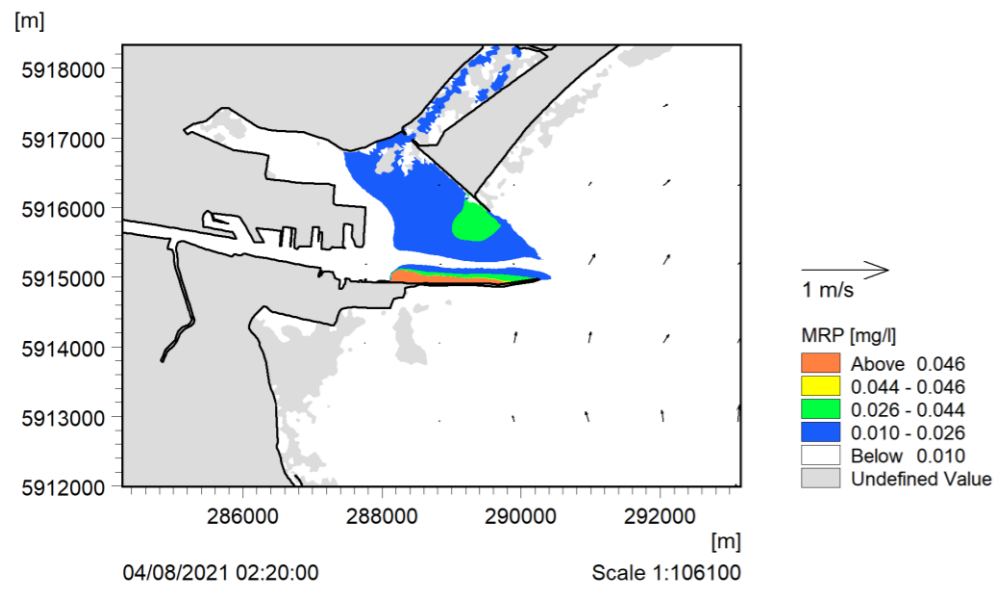 [m]
5918000
5917000
5916000
5915000
5914000
5913000
5912000
286000 288000 290000 292000
[m]
04/08/2021 02:20:00 Scale 1:106100
1 m/s
MRP [mg/l]
Above 0.046
0.044 - 0.046
0.026 - 0.044
0.010 - 0.026
Below 0.010
Undefined Value